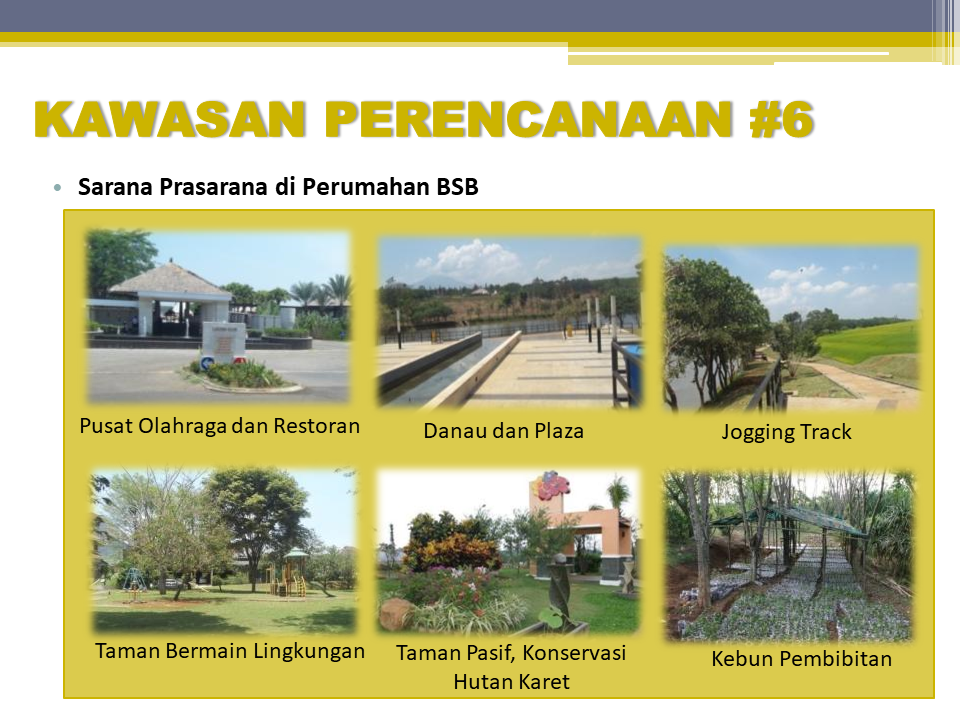 KAWASAN PERENCANAAN #6
• Sarana Prasarana di Perumahan BSB
Pusat Olahraga dan Restoran
Danau dan Plaza
Jogging Track
Taman Bermain Lingkungan
Taman Pasif, Konservasi
Hutan Karet
Kebun Pembibitan